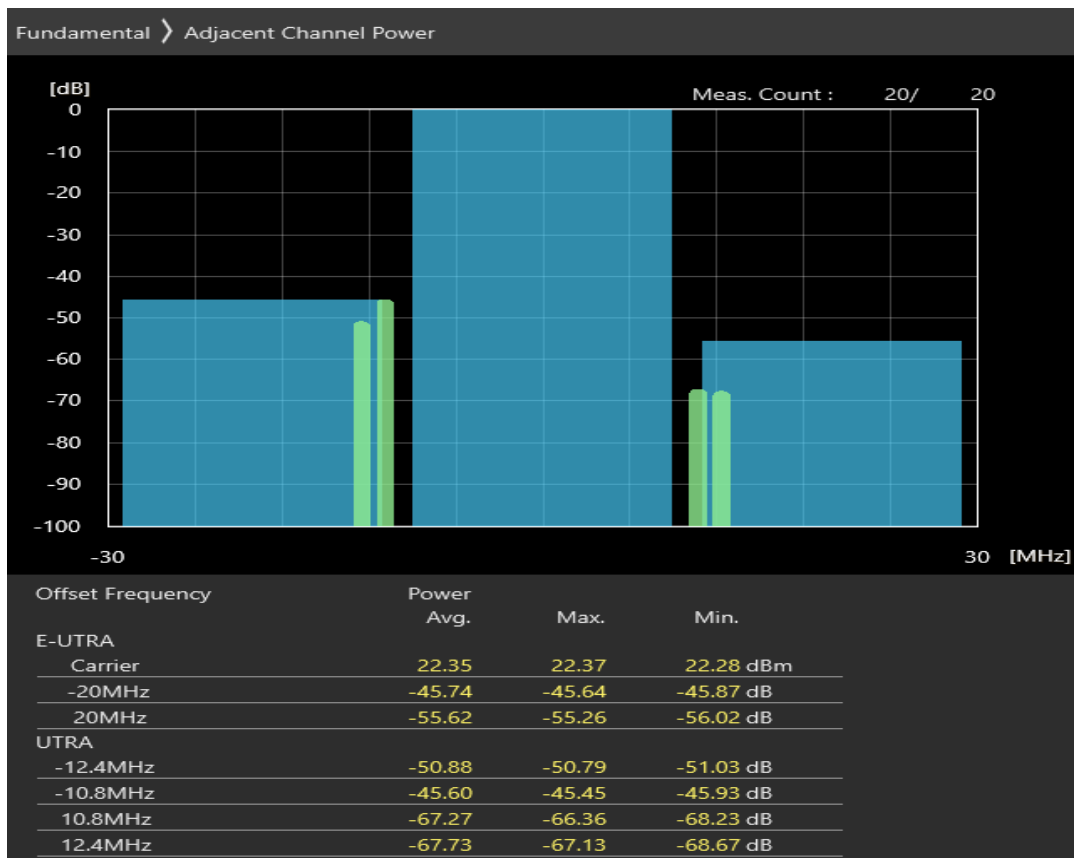 Fundamental 〉 Adjacent Channel Power
[dB]
Meas. Count : 20/ 20
0
-10
-20
-30
-40
-50
-60
-70
-80
-90
-100
-30 30 [MHz]
Offset Frequency Power
Avg. Max. Min.
E-UTRA
Carrier 22.35 22.37 22.28 dBm
-20MHz -45.74 -45.64 -45.87 dB
20MHz -55.62 -55.26 -56.02 dB
UTRA
-12.4MHz -50.88 -50.79 -51.03 dB
-10.8MHz -45.60 -45.45 -45.93 dB
10.8MHz -67.27 -66.36 -68.23 dB
12.4MHz -67.73 -67.13 -68.67 dB